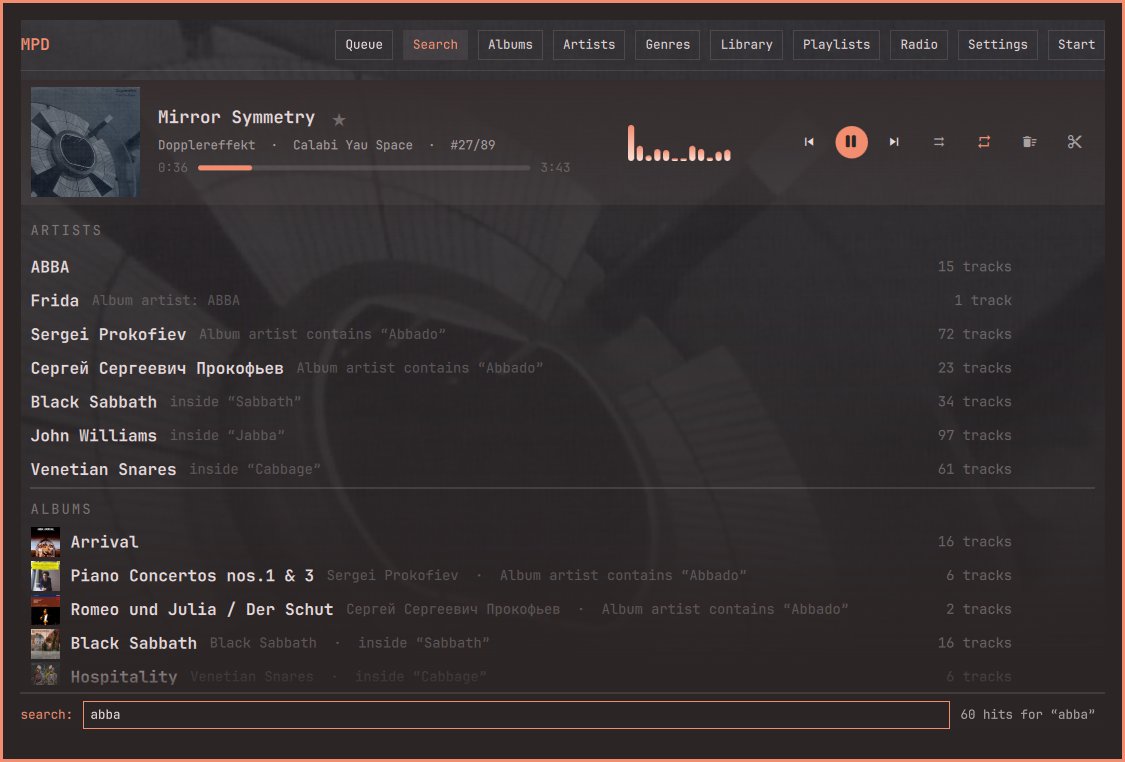 MPD Queue Search Albums Artists Genres Library Playlists Radio Settings Start
Mirror Symmetry ★
Dopplereffekt · Calabi Yau Space · #27/89
0:36 3:43
ARTISTS
ABBA 15 tracks
Frida Album artist: ABBA 1 track
Sergei Prokofiev Album artist contains “Abbado” 72 tracks
Сергей Сергеевич Прокофьев Album artist contains “Abbado” 23 tracks
Black Sabbath inside “Sabbath” 34 tracks
John Williams inside “Jabba” 97 tracks
Venetian Snares inside “Cabbage” 61 tracks
ALBUMS
Arrival 16 tracks
Piano Concertos nos.1 & 3 Sergei Prokofiev · Album artist contains “Abbado” 6 tracks
Romeo und Julia / Der Schut Сергей Сергеевич Прокофьев · Album artist contains “Abbado” 2 tracks
Black Sabbath Black Sabbath · inside “Sabbath” 16 tracks
Hospitality Venetian Snares · inside “Cabbage” 6 tracks
search: abba 60 hits for “abba”